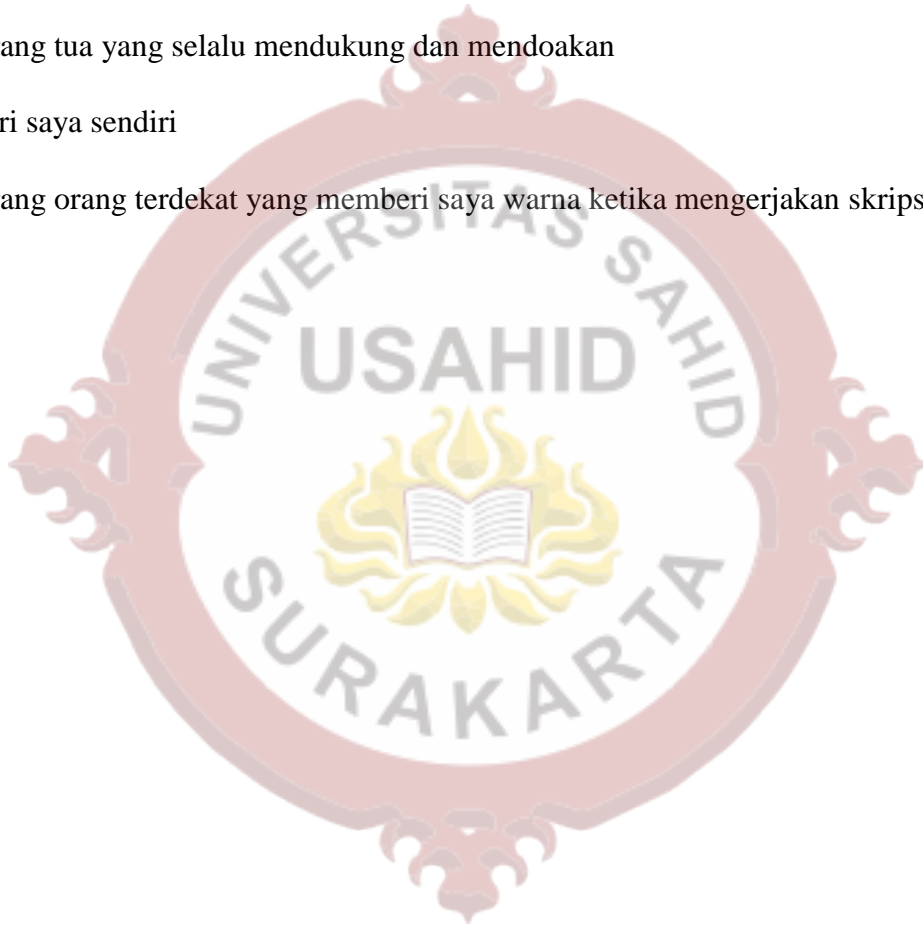 ang tua yang selalu mendukung dan mendoakan
ri saya sendiri
rang orang terdekat yang memberi saya warna ketika mengerjakan skrips
UNIVERSITAS SAHID
USAHID
SURAKARTA